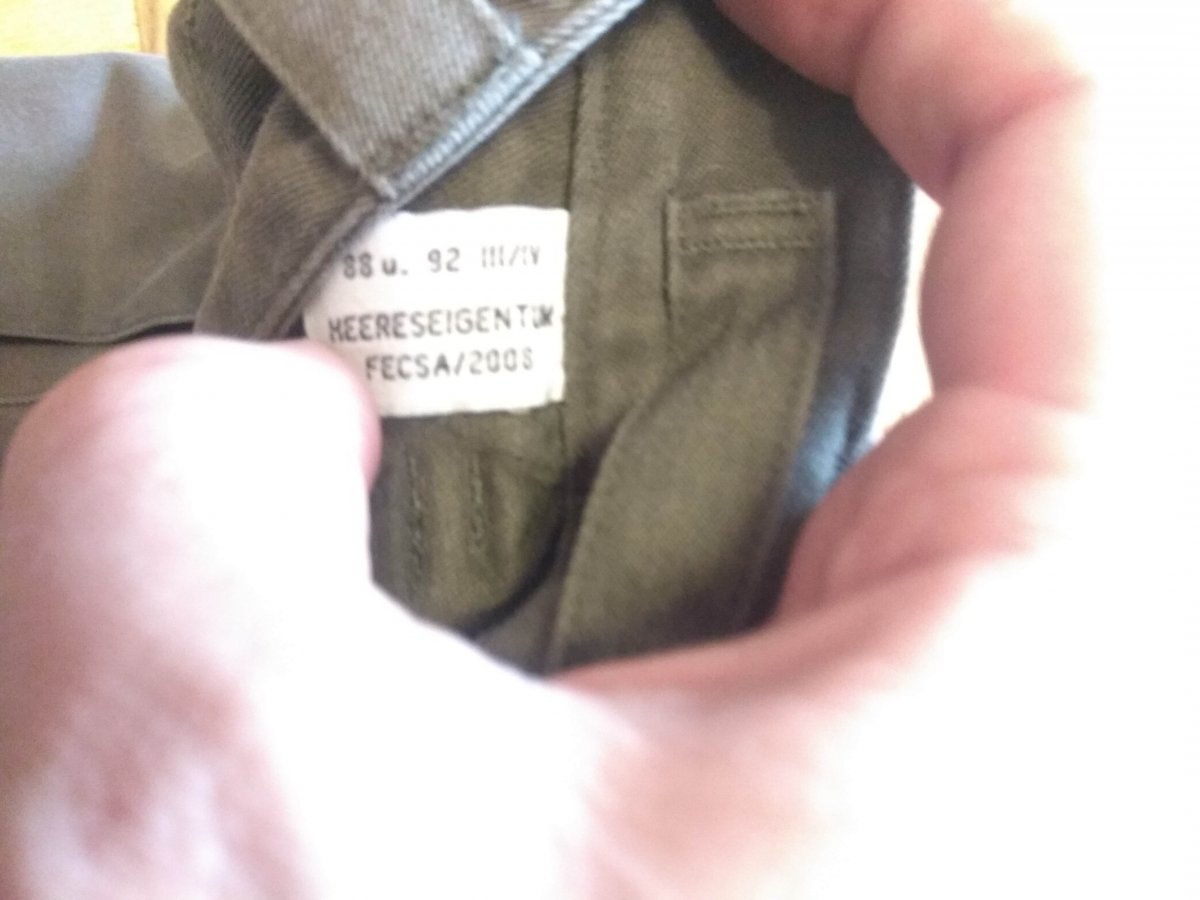 88 u. 92 III/IV
HEERESEIGENTUM
FECSA/2008